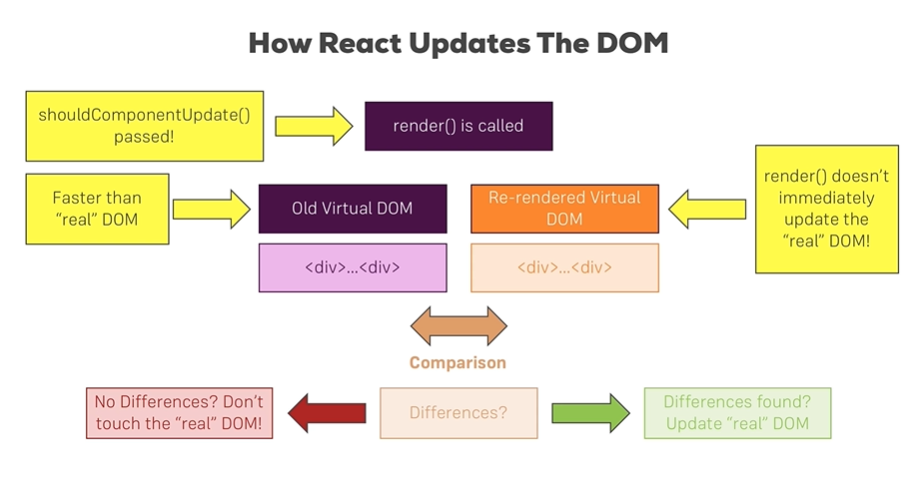 How React Updates The DOM
shouldComponentUpdate()
passed!
render() is called
Faster than
“real” DOM
Old Virtual DOM
Re-rendered Virtual
DOM
render() doesn’t
immediately
update the
“real” DOM!
<div>...<div>
<div>...<div>
Comparison
No Differences? Don’t
touch the “real” DOM!
Differences?
Differences found?
Update “real” DOM